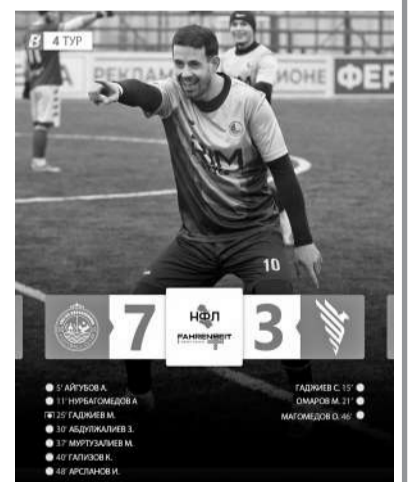 B 4 ТУР
РЕКЛАМ
ИОНЕ
ФЕР
10
7
НФЛ
FAHRENHEIT
3
5' АЙГУБОВ А.
11' НУРБАГОМЕДОВ А
25' ГАДЖИЕВ М.
30' АБДУЛЖАЛИЕВ З.
37' МУРТУЗАЛИЕВ М.
40' ГАПИЗОВ К.
48' АРСЛАНОВ И.
ГАДЖИЕВ С. 15'
ОМАРОВ М. 21'
МАГОМЕДОВ О. 46'